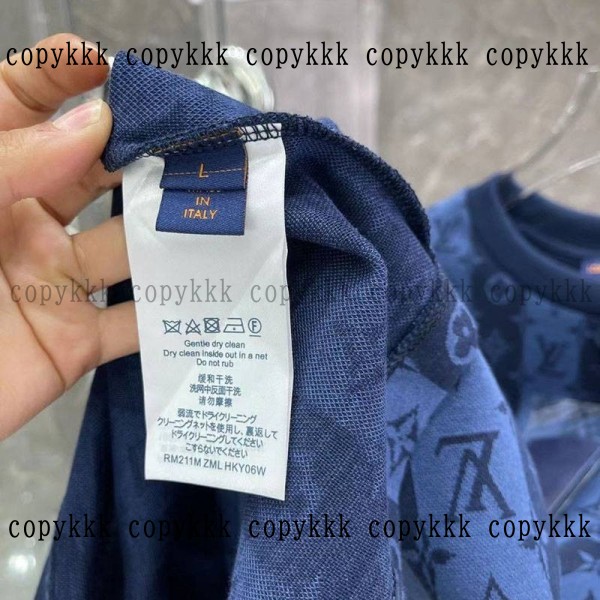 copykkk copykkk copykkk copykkk copykkk
L
IN
ITALY
copykkk copykkk copykkk copykkk copykkk
Gentle dry clean
Dry clean inside out in a net
Do not rub
缓和干洗
洗网中反面干洗
请勿摩擦
弱流でドライクリーニング
クリーニングネットを使用し、裏返して
ドライクリーニングしてください
こすらないでください
RM211M ZML HKY06W
copykkk copykkk copykkk copykkk copykkk